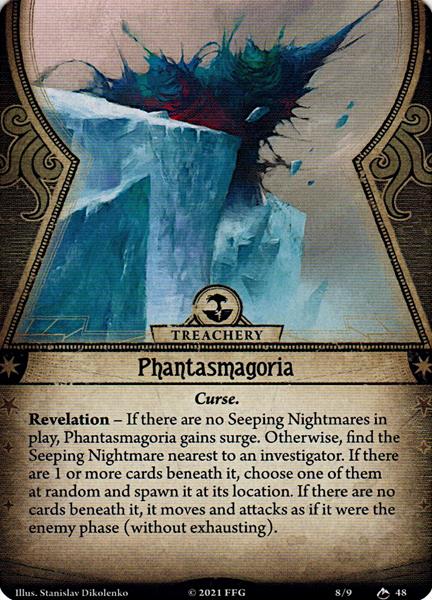 TREACHERY
Phantasmagoria
Curse.
Revelation – If there are no Seeping Nightmares in
play, Phantasmagoria gains surge. Otherwise, find the
Seeping Nightmare nearest to an investigator. If there
are 1 or more cards beneath it, choose one of them
at random and spawn it at its location. If there are no
cards beneath it, it moves and attacks as if it were the
enemy phase (without exhausting).
Illus. Stanislav Dikolenko © 2021 FFG 8/9 48